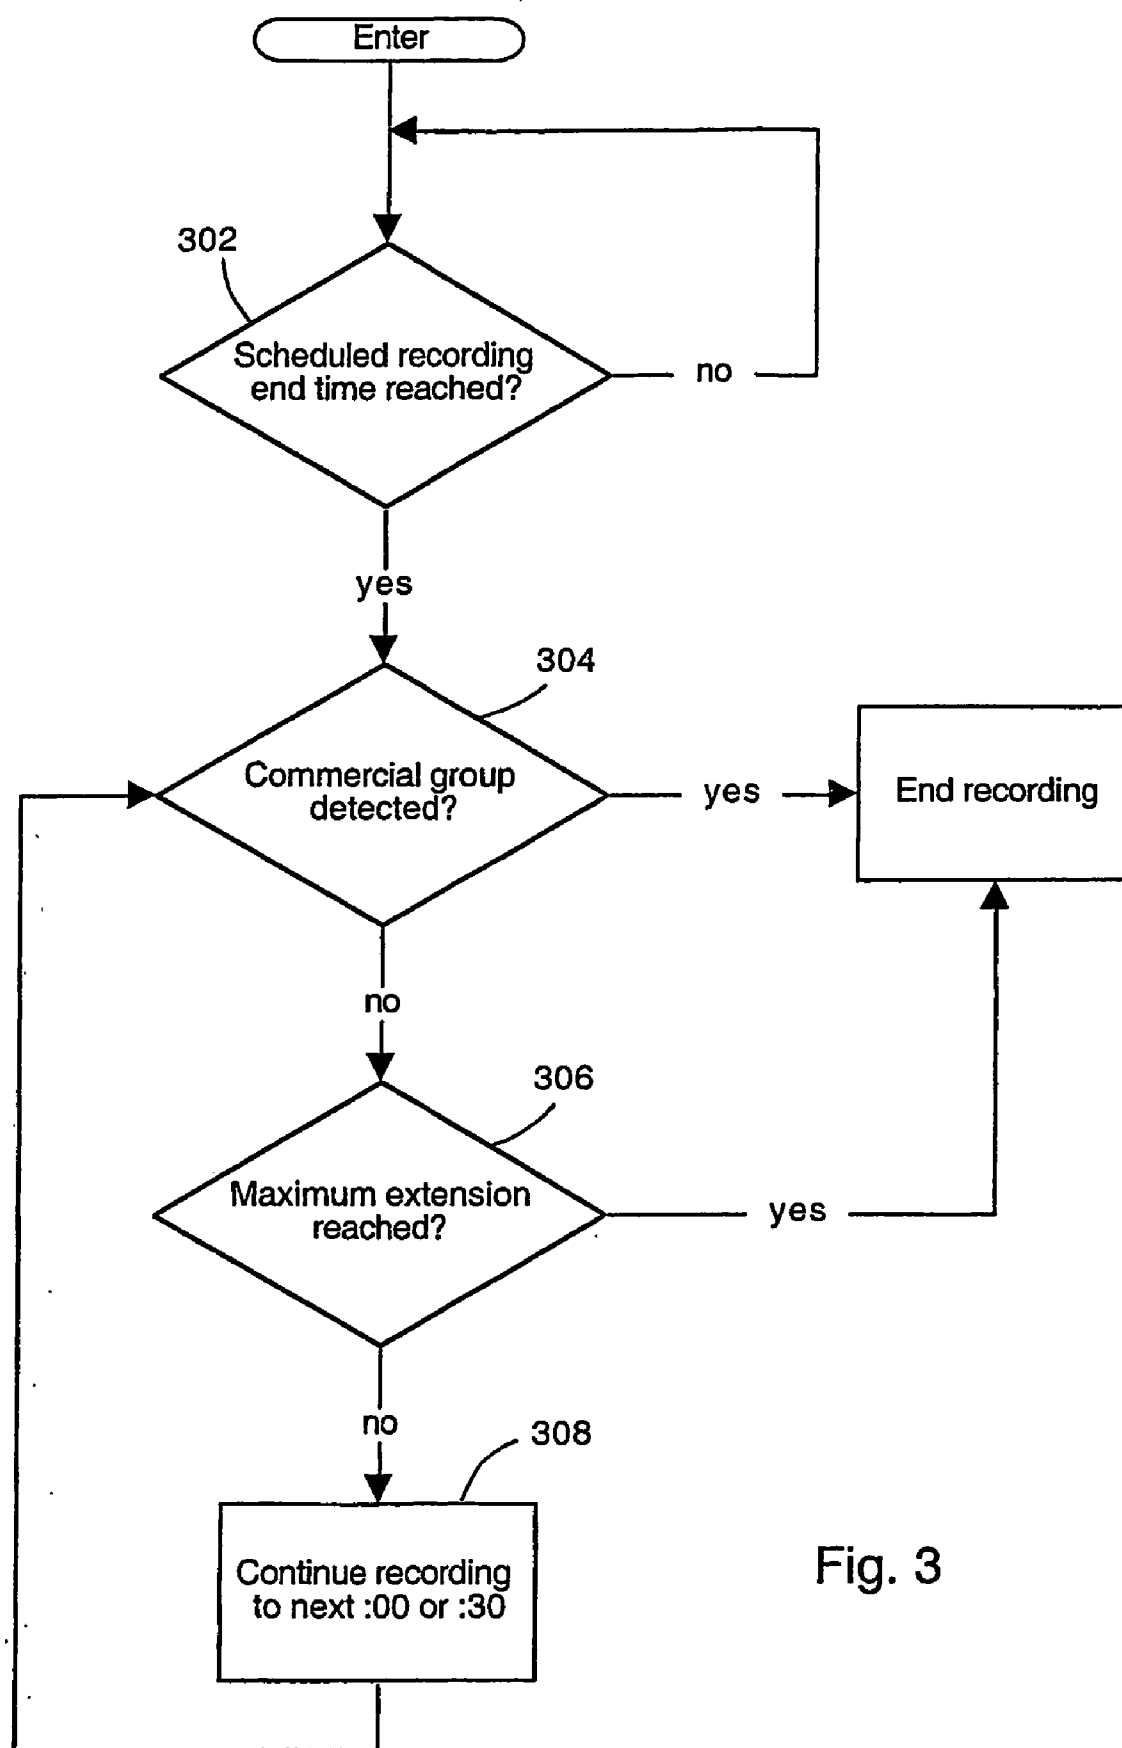 Enter
302
Scheduled recording
end time reached?
no
yes
304
Commercial group
detected?
yes
End recording
no
306
Maximum extension
reached?
yes
no
308
Continue recording
to next :00 or :30
Fig. 3